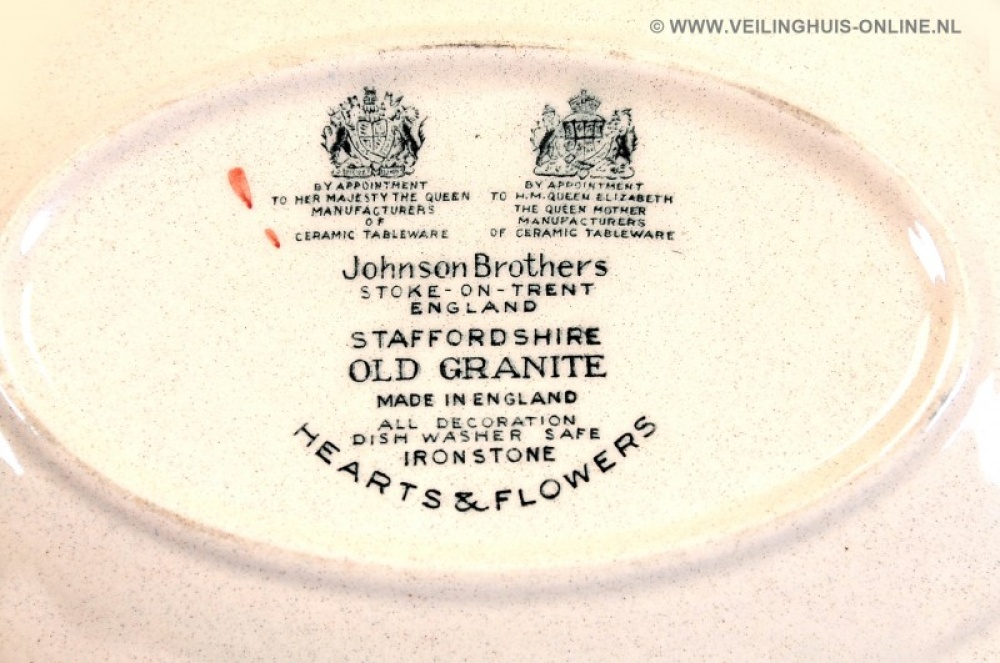 © WWW.VEILINGHUIS-ONLINE.NL
BY APPOINTMENT
TO HER MAJESTY THE QUEEN
MANUFACTURERS
OF
CERAMIC TABLEWARE
BY APPOINTMENT
TO H.M. QUEEN ELIZABETH
THE QUEEN MOTHER
MANUFACTURERS
OF CERAMIC TABLEWARE
Johnson Brothers
STOKE-ON-TRENT
ENGLAND
STAFFORDSHIRE
OLD GRANITE
MADE IN ENGLAND
ALL DECORATION
DISH WASHER SAFE
IRONSTONE
HEARTS & FLOWERS